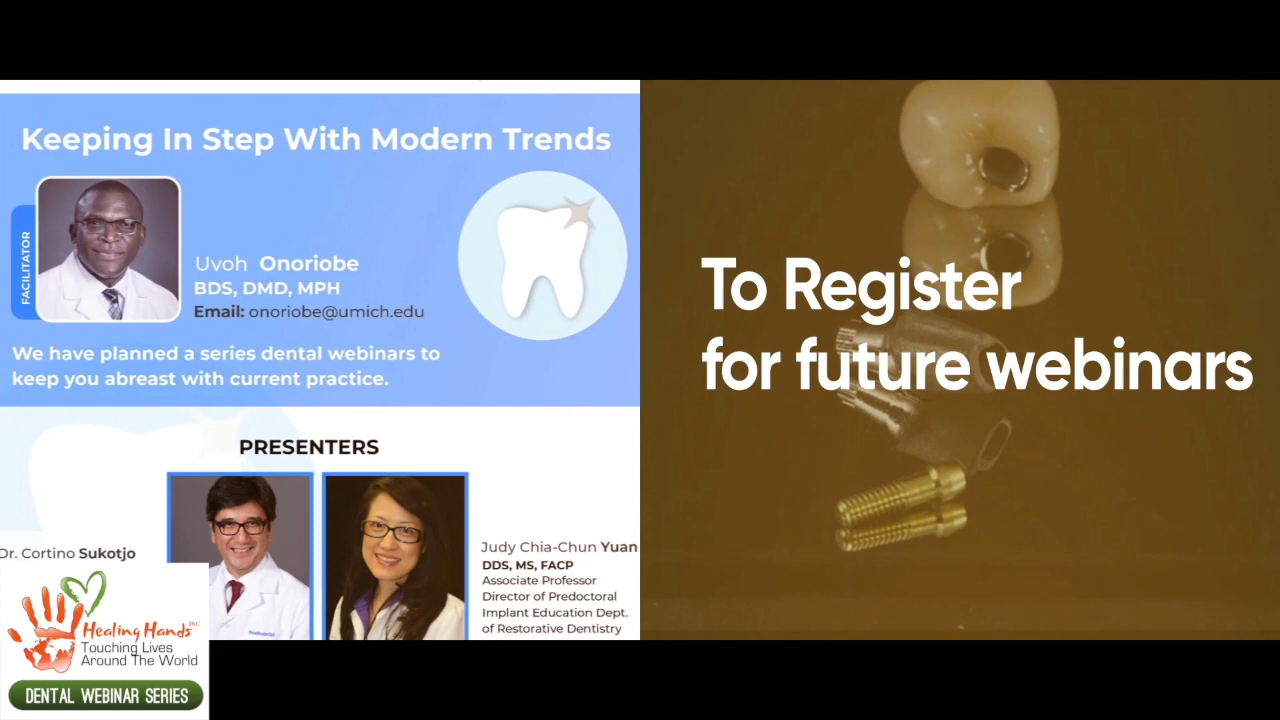 Keeping In Step With Modern Trends
FACILITATOR
Uvoh Onoriobe
BDS, DMD, MPH
Email: onoriobe@umich.edu
We have planned a series dental webinars to
keep you abreast with current practice.
PRESENTERS
Dr. Cortino Sukotjo
Judy Chia-Chun Yuan
DDS, MS, FACP
Associate Professor
Director of Predoctoral
Implant Education Dept.
of Restorative Dentistry
Healing Hands INC
Touching Lives
Around The World
DENTAL WEBINAR SERIES
To Register
for future webinars